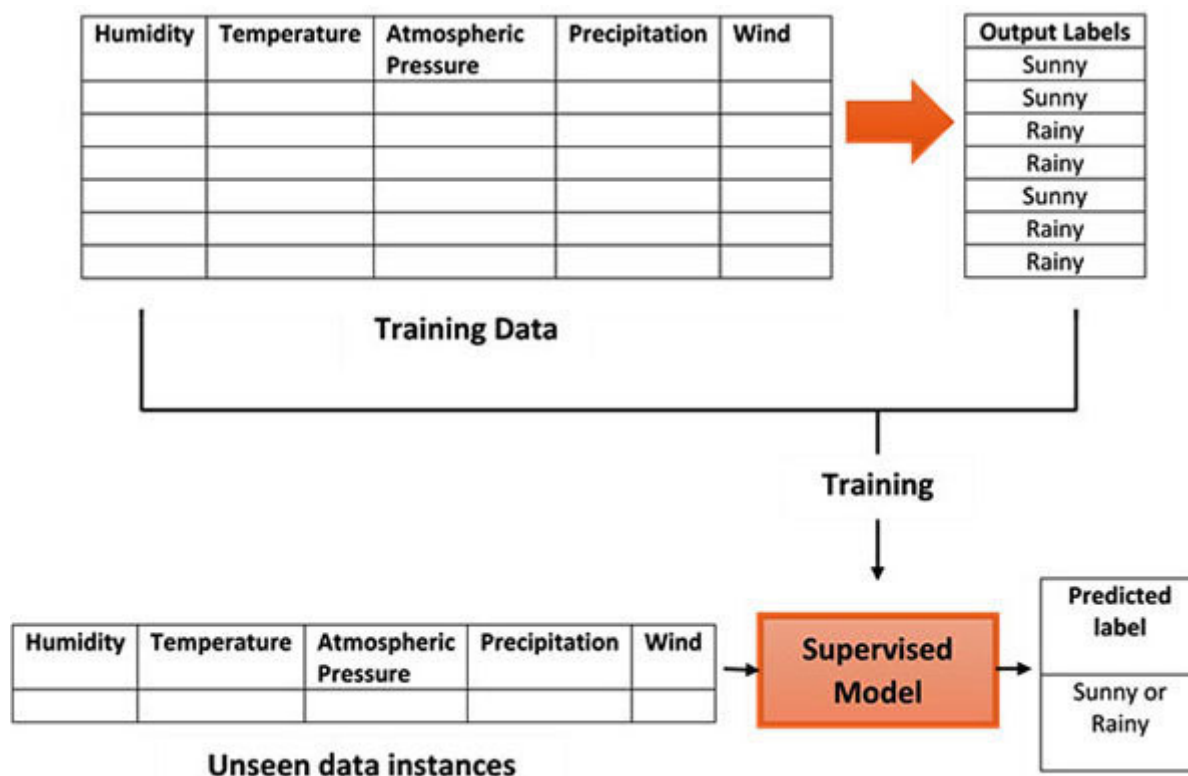 Humidity Temperature Atmospheric Pressure Precipitation Wind
Output Labels
Sunny
Sunny
Rainy
Rainy
Sunny
Rainy
Rainy
Training Data
Training
Humidity Temperature Atmospheric Pressure Precipitation Wind
Supervised
Model
Predicted
label
Sunny or
Rainy
Unseen data instances